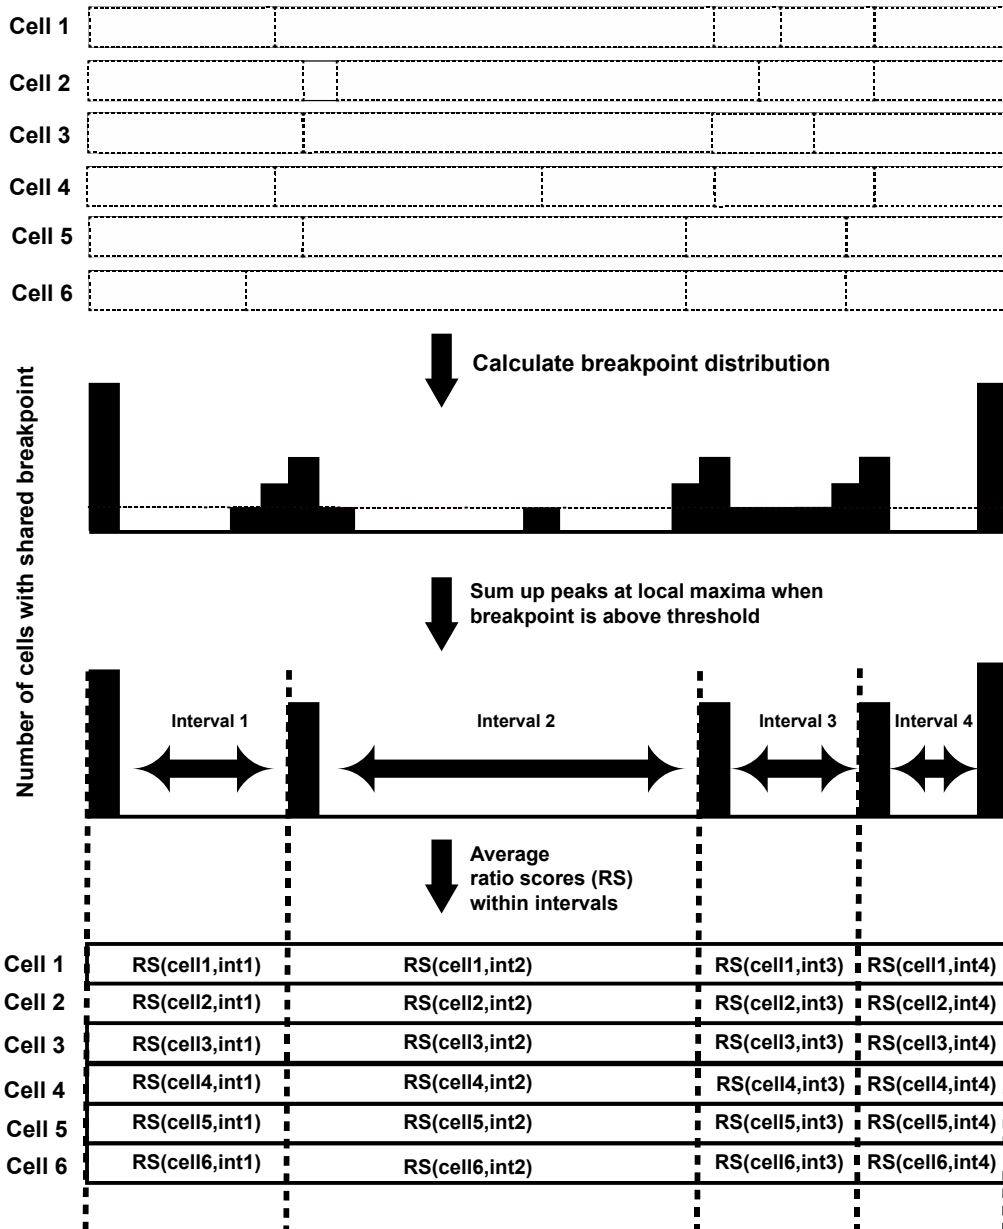 Cell 1
Cell 2
Cell 3
Cell 4
Cell 5
Cell 6
Calculate breakpoint distribution
Number of cells with shared breakpoint
Sum up peaks at local maxima when
breakpoint is above threshold
Interval 1
Interval 2
Interval 3
Interval 4
Average
ratio scores (RS)
within intervals
Cell 1 RS(cell1,int1) RS(cell1,int2) RS(cell1,int3) RS(cell1,int4)
Cell 2 RS(cell2,int1) RS(cell2,int2) RS(cell2,int3) RS(cell2,int4)
Cell 3 RS(cell3,int1) RS(cell3,int2) RS(cell3,int3) RS(cell3,int4)
Cell 4 RS(cell4,int1) RS(cell4,int2) RS(cell4,int3) RS(cell4,int4)
Cell 5 RS(cell5,int1) RS(cell5,int2) RS(cell5,int3) RS(cell5,int4)
Cell 6 RS(cell6,int1) RS(cell6,int2) RS(cell6,int3) RS(cell6,int4)